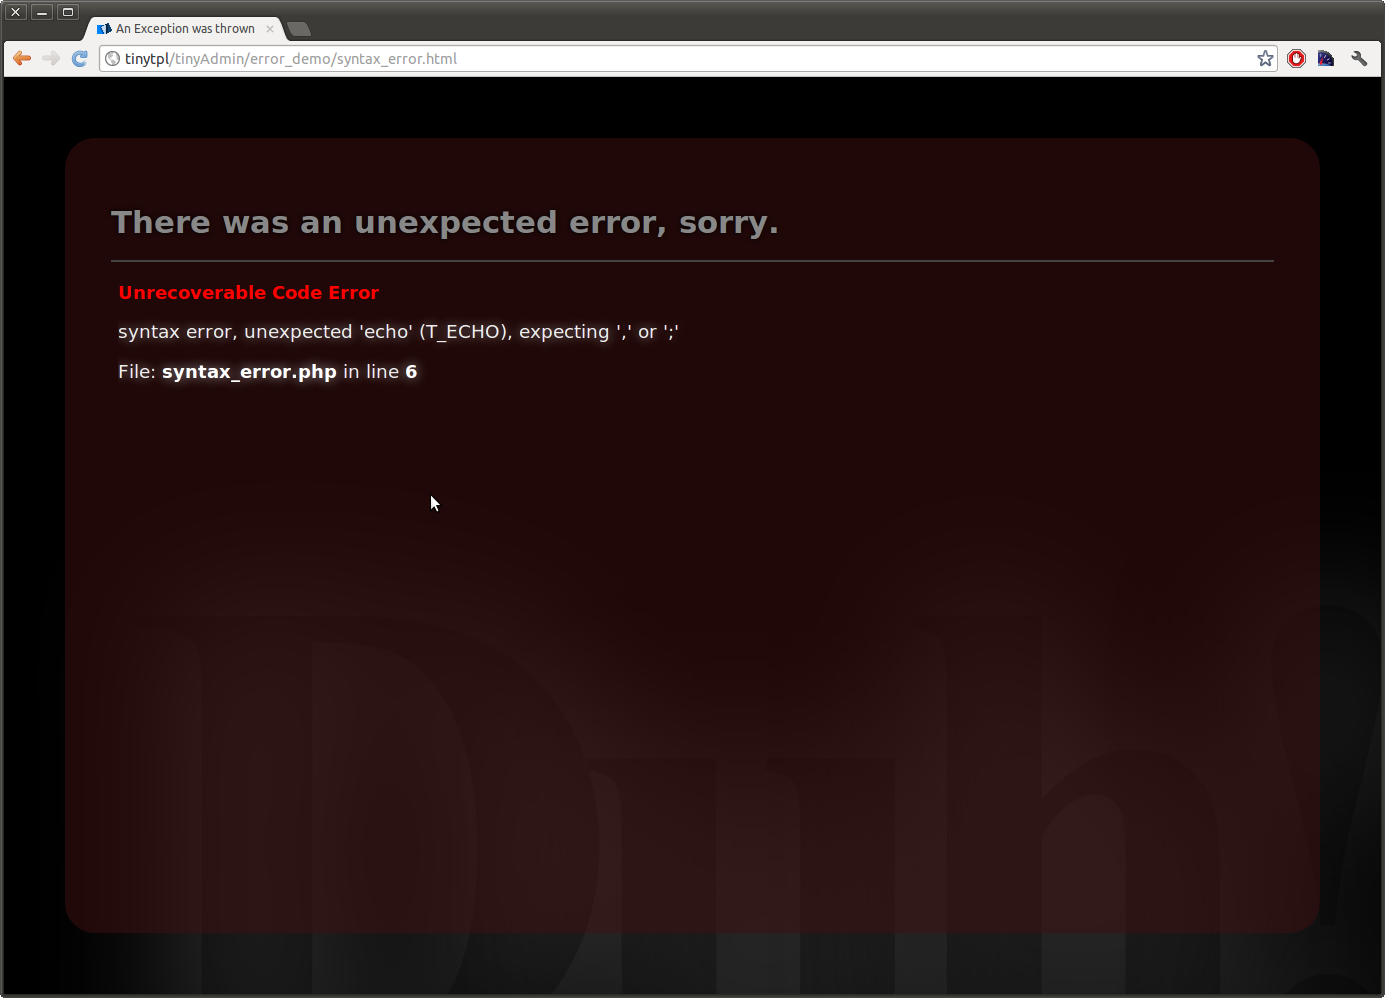 An Exception was thrown
tinytpl/tinyAdmin/error_demo/syntax_error.html
There was an unexpected error, sorry.
Unrecoverable Code Error
syntax error, unexpected 'echo' (T_ECHO), expecting ',' or ';'
File: syntax_error.php in line 6
Duh!